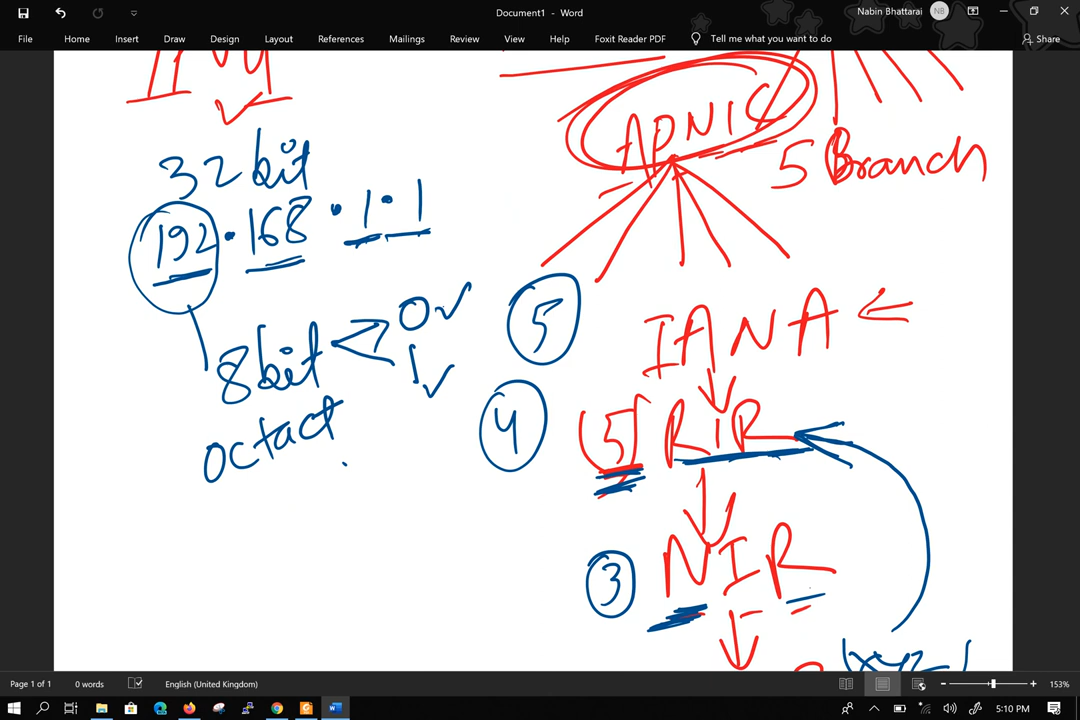 Document1 - Word
Nabin Bhattarai NB
File Home Insert Draw Design Layout References Mailings Review View Help Foxit Reader PDF Tell me what you want to do Share
32 bit
192.168.1.1
8 bit
0
1
octact
APNIC
5 Branch
5
IANA
4
(5) RIR
3
NIR
Page 1 of 1 0 words English (United Kingdom) 153%
5:10 PM